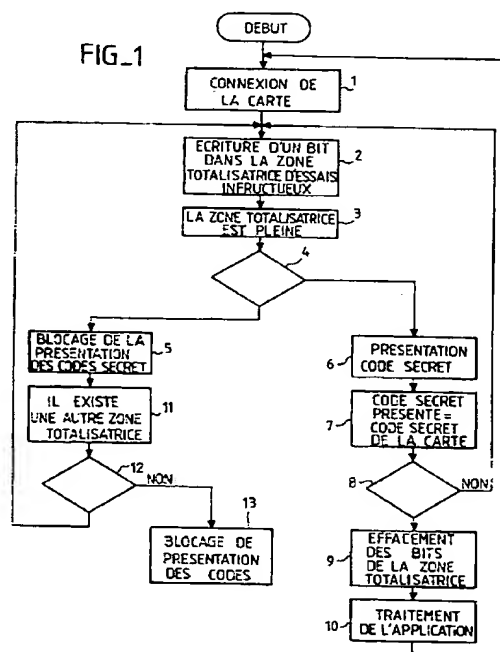 DEBUT
FIG_1
CONNEXION DE
LA CARTE
1
ECRITURE D'UN BIT
DANS LA ZONE
TOTALISATRICE D'ESSAIS
INFRUCTUEUX
2
LA ZONE TOTALISATRICE
EST PLEINE
3
4
BLOCAGE DE LA
PRESENTATION
DES CODES SECRET
5
PRESENTATION
CODE SECRET
6
IL EXISTE
UNE AUTRE ZONE
TOTALISATRICE
11
CODE SECRET
PRESENTE =
CODE SECRET
DE LA CARTE
7
12
NON
8
NON
13
BLOCAGE DE
PRESENTATION
DES CODES
EFFACEMENT
DES BITS
DE LA ZONE
TOTALISATRICE
9
TRAITEMENT
DE L'APPLICATION
10